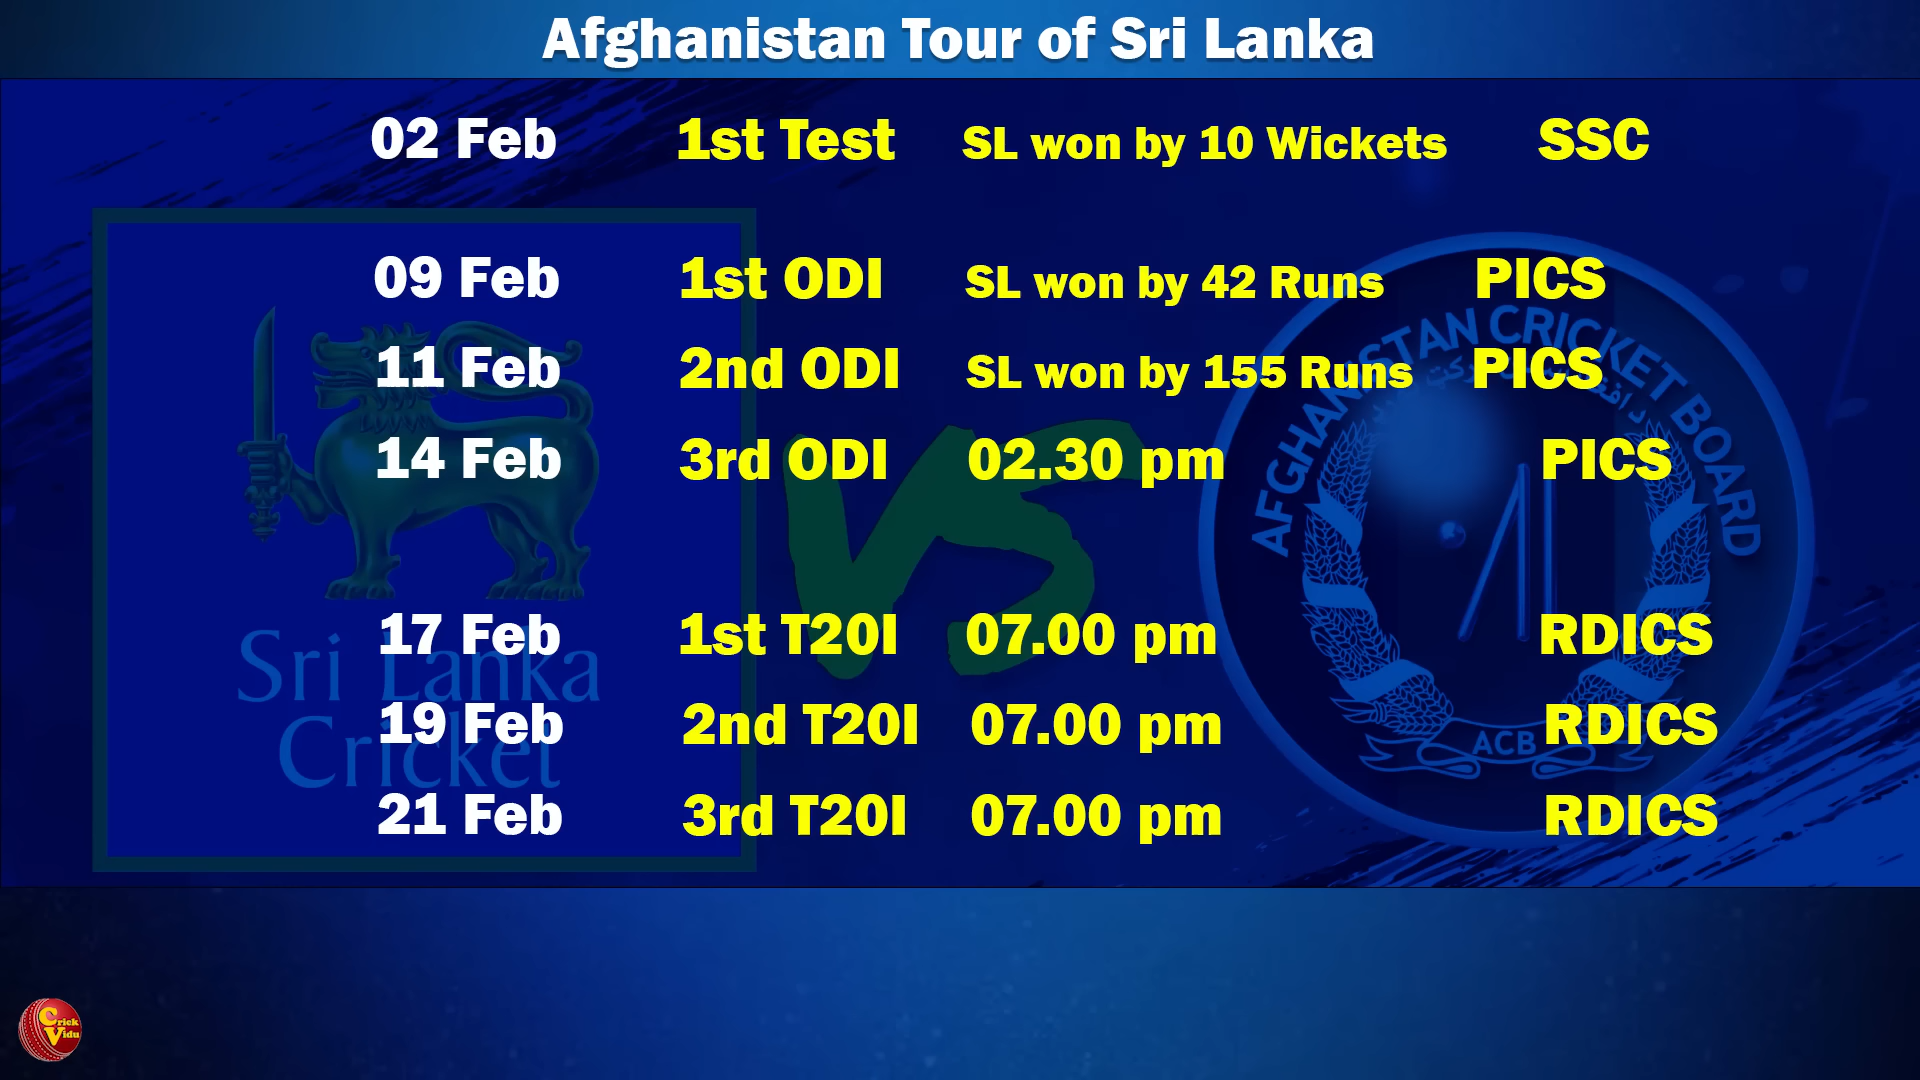 Afghanistan Tour of Sri Lanka
02 Feb 1st Test SL won by 10 Wickets SSC
09 Feb 1st ODI SL won by 42 Runs PICS
11 Feb 2nd ODI SL won by 155 Runs PICS
14 Feb 3rd ODI 02.30 pm PICS
17 Feb 1st T20I 07.00 pm RDICS
19 Feb 2nd T20I 07.00 pm RDICS
21 Feb 3rd T20I 07.00 pm RDICS
Sri Lanka
Cricket
VS
AFGHANISTAN CRICKET BOARD
ACB
Crick
Vidu